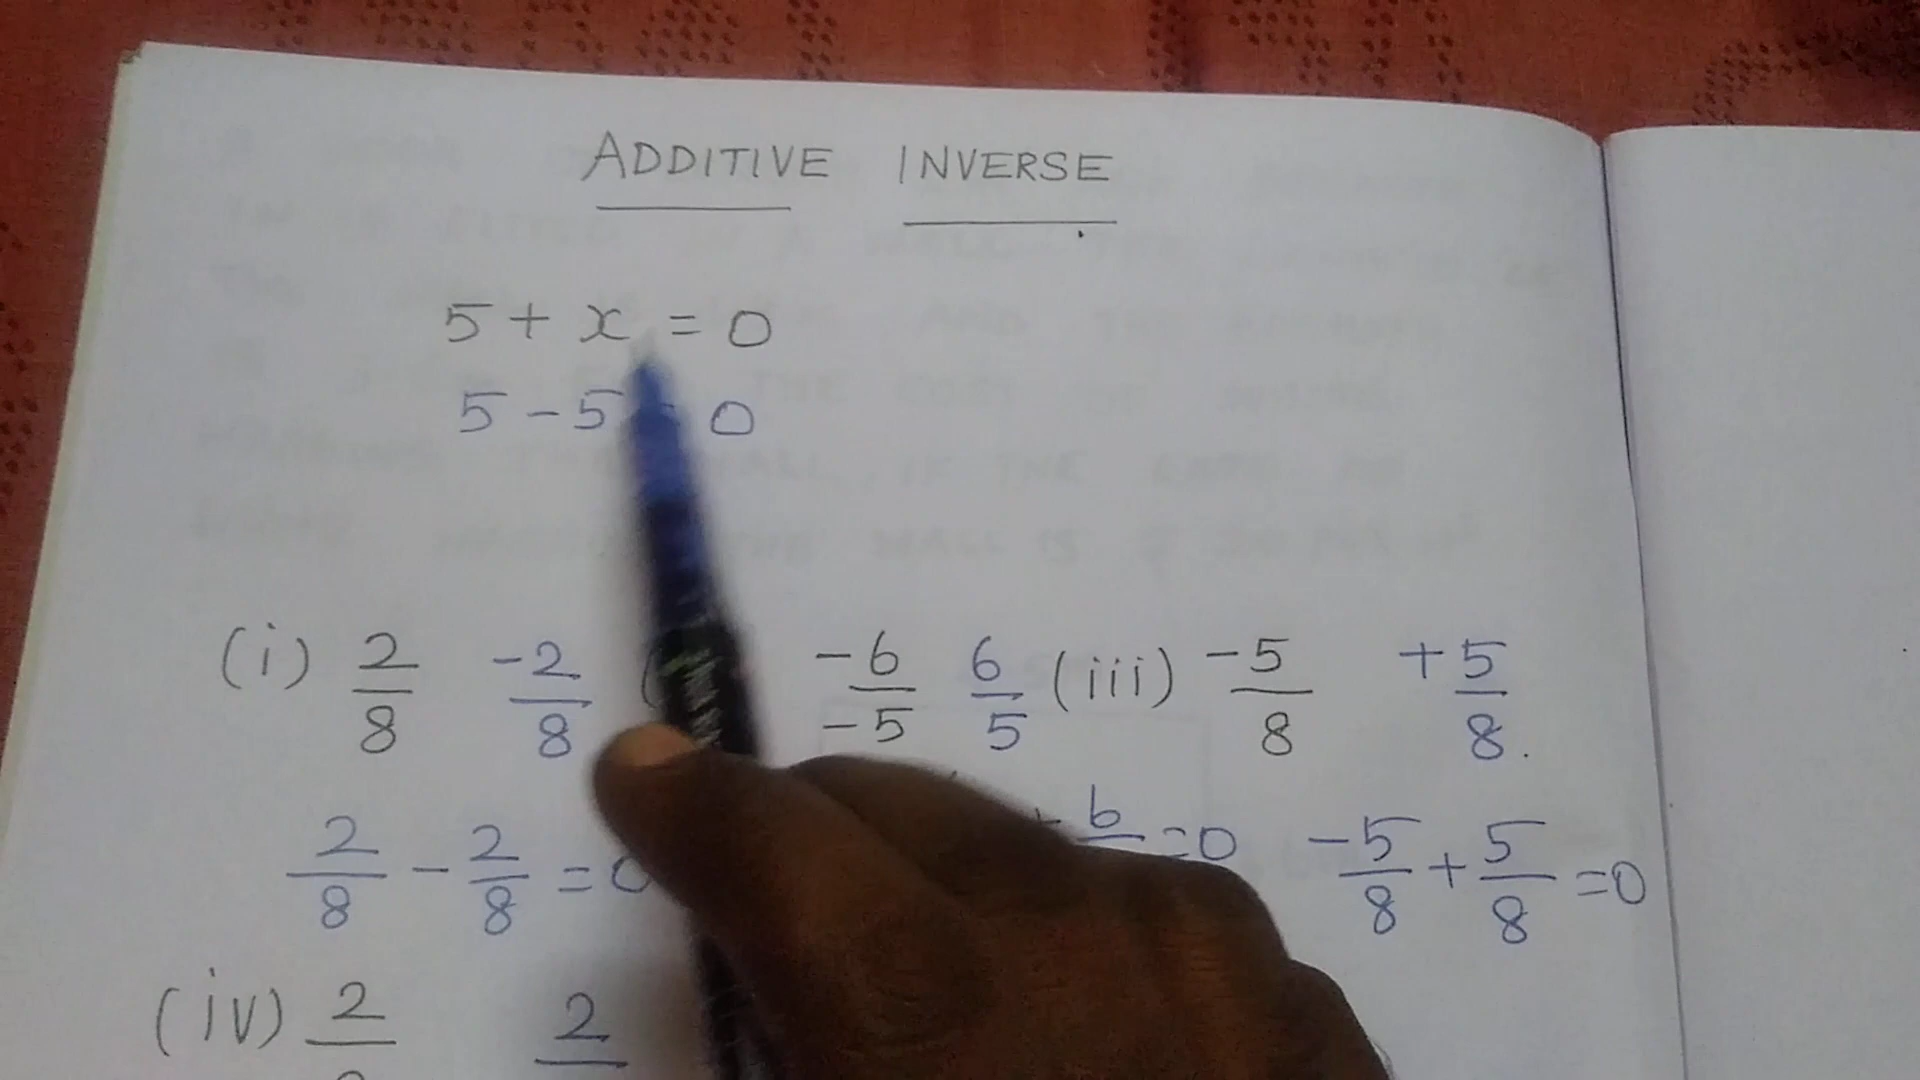 ADDITIVE INVERSE
5 + x = 0
5 - 5 = 0
(i) 2/8 -2/8 -6/-5 6/5 (iii) -5/8 +5/8.
2/8 - 2/8 = 0 + 6 = 0 -5/8 + 5/8 = 0
(iv) 2 2